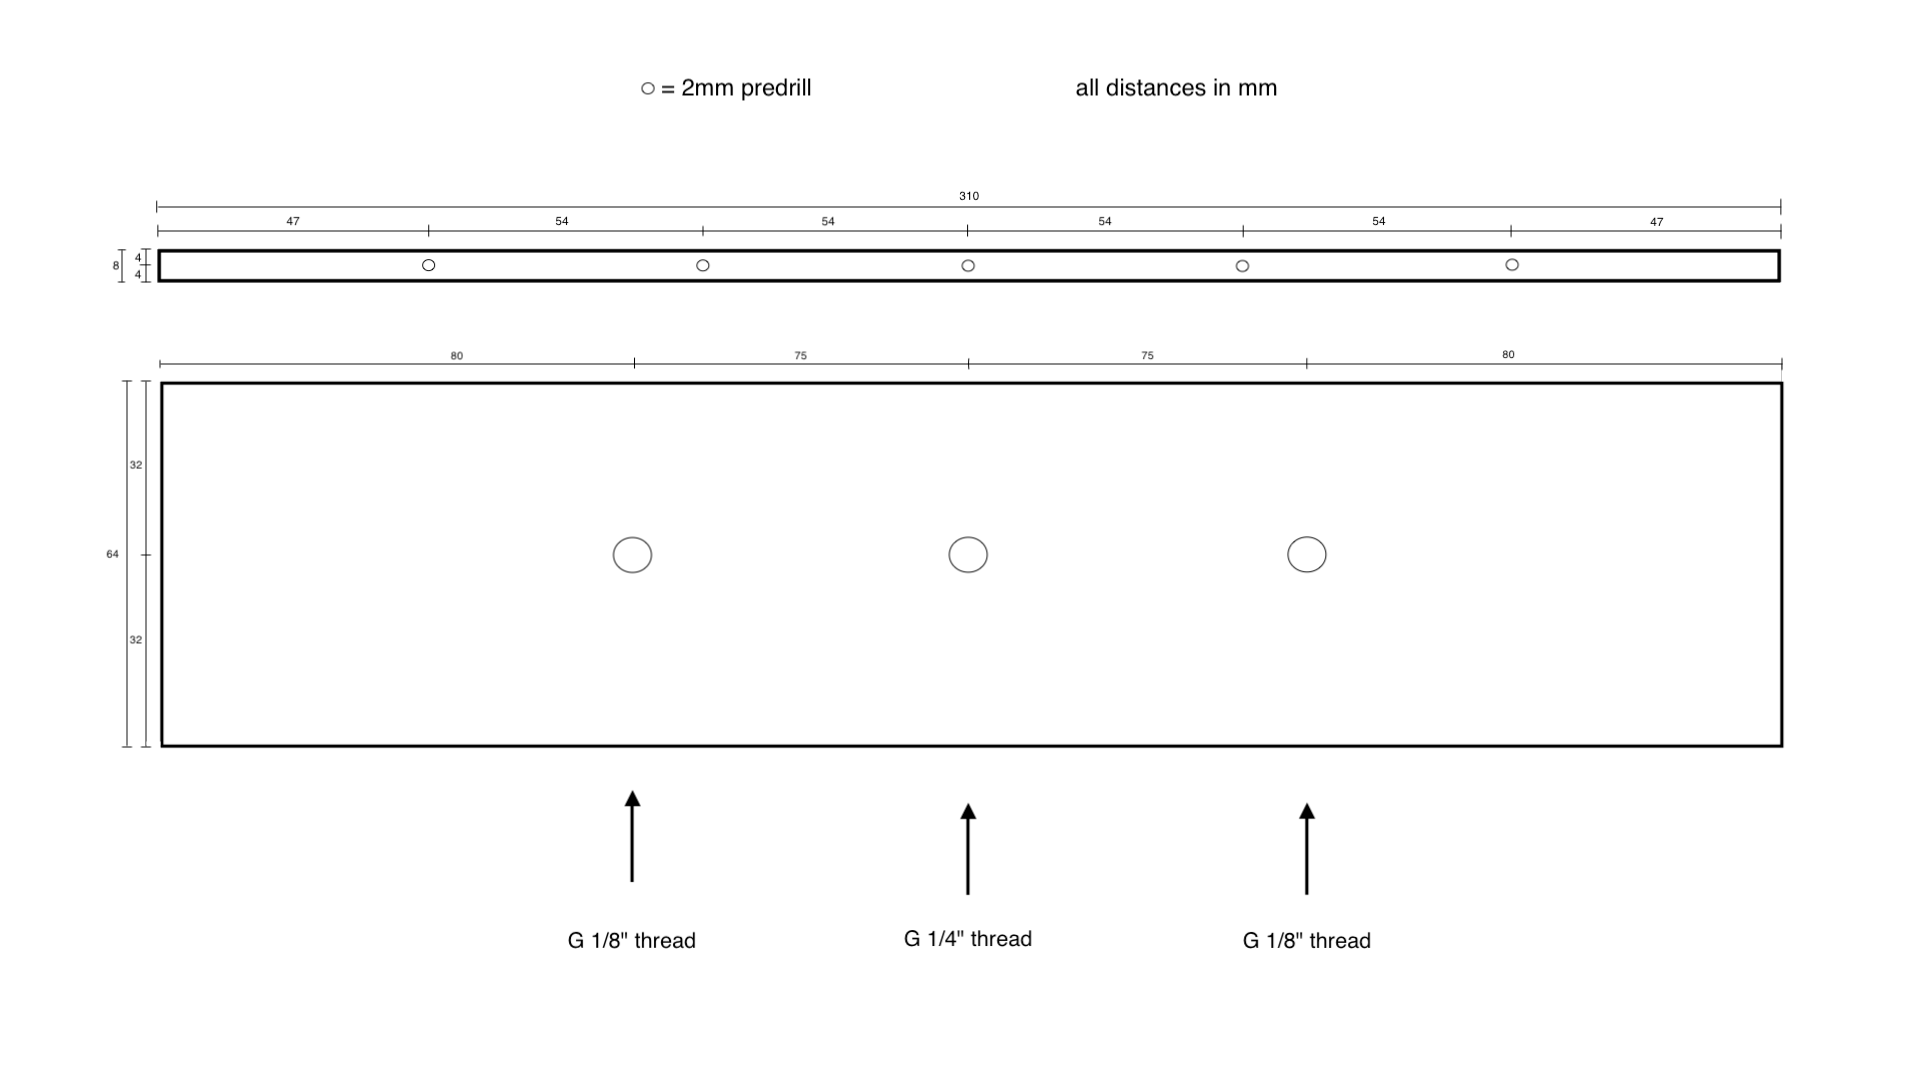 = 2mm predrill
all distances in mm
310
47 54 54 54 54 47
8
4
4
80 75 75 80
32
64
32
G 1/8" thread
G 1/4" thread
G 1/8" thread